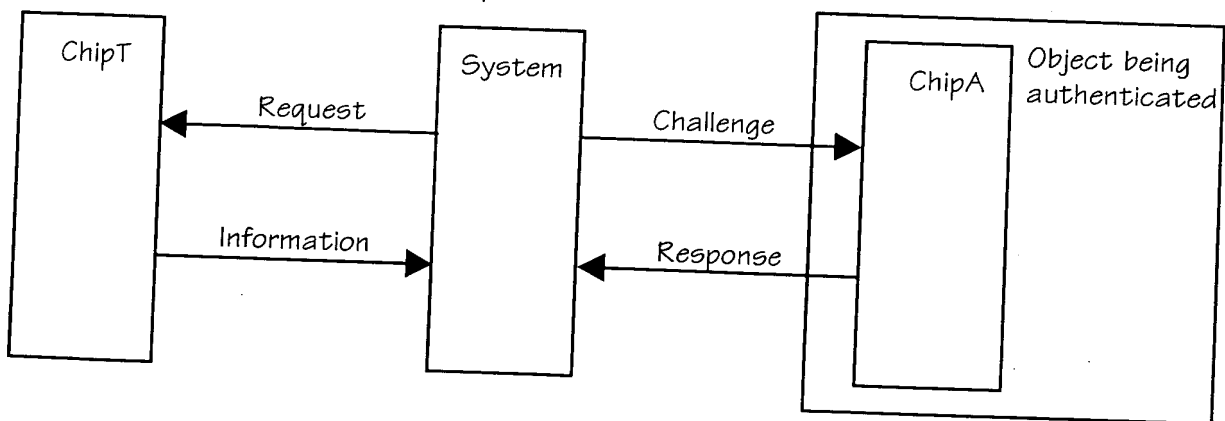 ChipT
System
ChipA
Object being
authenticated
Request
Challenge
Information
Response